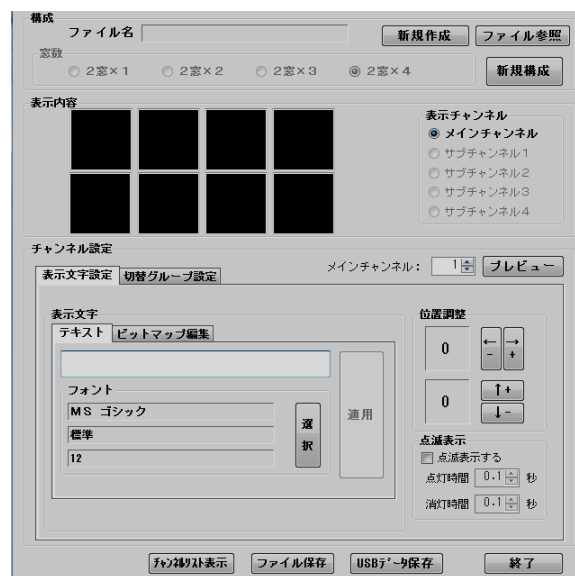 構成
ファイル名
新規作成
ファイル参照
窓数
2窓×1
2窓×2
2窓×3
2窓×4
新規構成
表示内容
表示チャンネル
メインチャンネル
サブチャンネル1
サブチャンネル2
サブチャンネル3
サブチャンネル4
チャンネル設定
表示文字設定
切替グループ設定
メインチャンネル:
1
プレビュー
表示文字
テキスト
ビットマップ編集
適用
フォント
MS ゴシック
標準
12
選
択
位置調整
0
← →
- +
0
↑+
↓-
点滅表示
点滅表示する
点灯時間 0.1 秒
消灯時間 0.1 秒
ﾁｬﾝﾈﾙﾘｽﾄ表示
ファイル保存
USBﾃﾞｰﾀ保存
終了